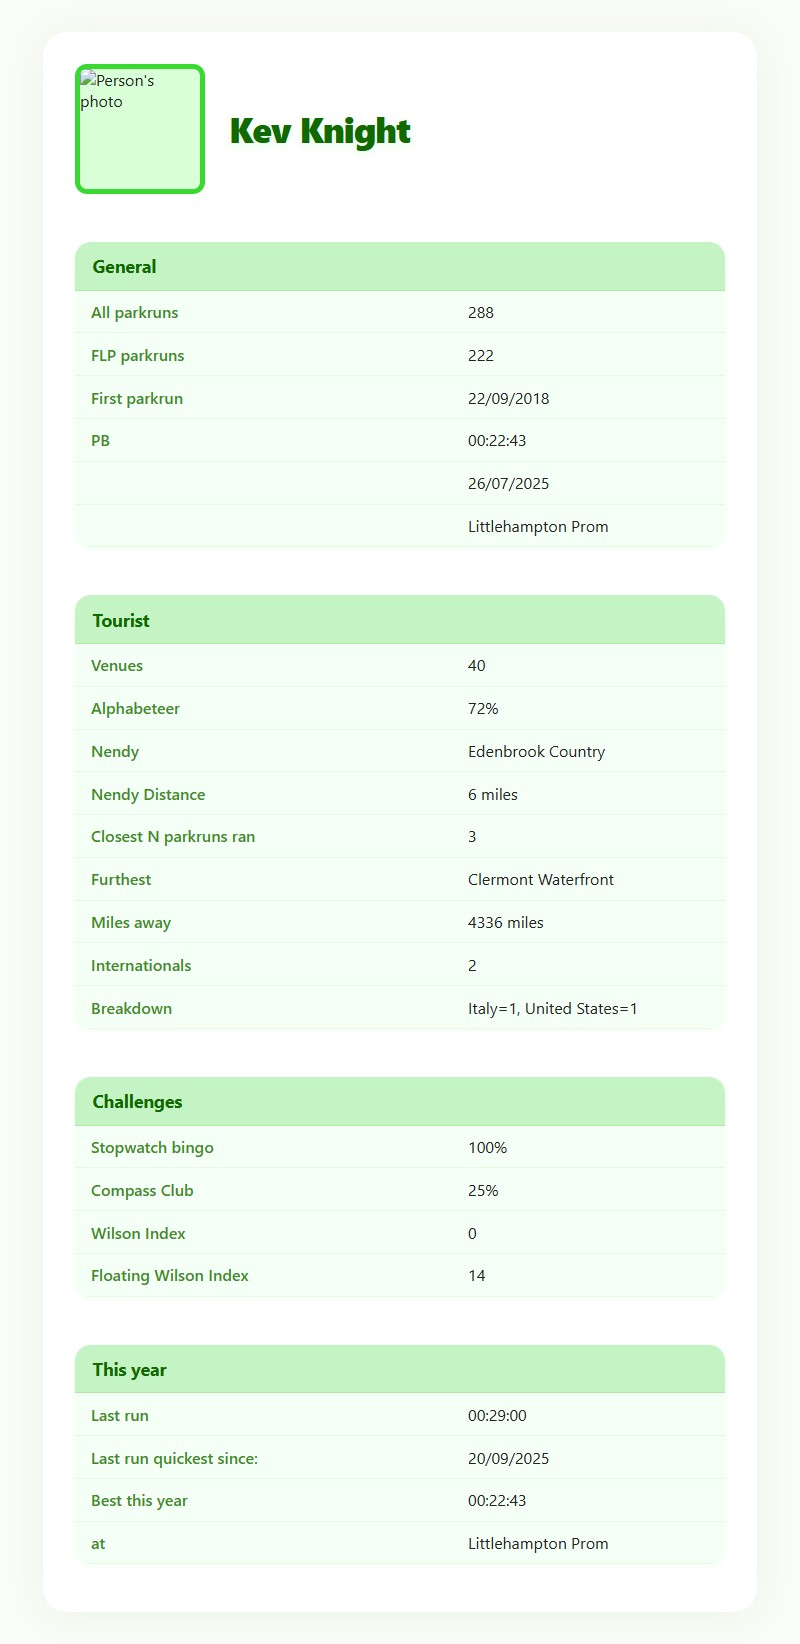 Person's
photo
Kev Knight
General
All parkruns 288
FLP parkruns 222
First parkrun 22/09/2018
PB 00:22:43
26/07/2025
Littlehampton Prom
Tourist
Venues 40
Alphabeteer 72%
Nendy Edenbrook Country
Nendy Distance 6 miles
Closest N parkruns ran 3
Furthest Clermont Waterfront
Miles away 4336 miles
Internationals 2
Breakdown Italy=1, United States=1
Challenges
Stopwatch bingo 100%
Compass Club 25%
Wilson Index 0
Floating Wilson Index 14
This year
Last run 00:29:00
Last run quickest since: 20/09/2025
Best this year 00:22:43
at Littlehampton Prom